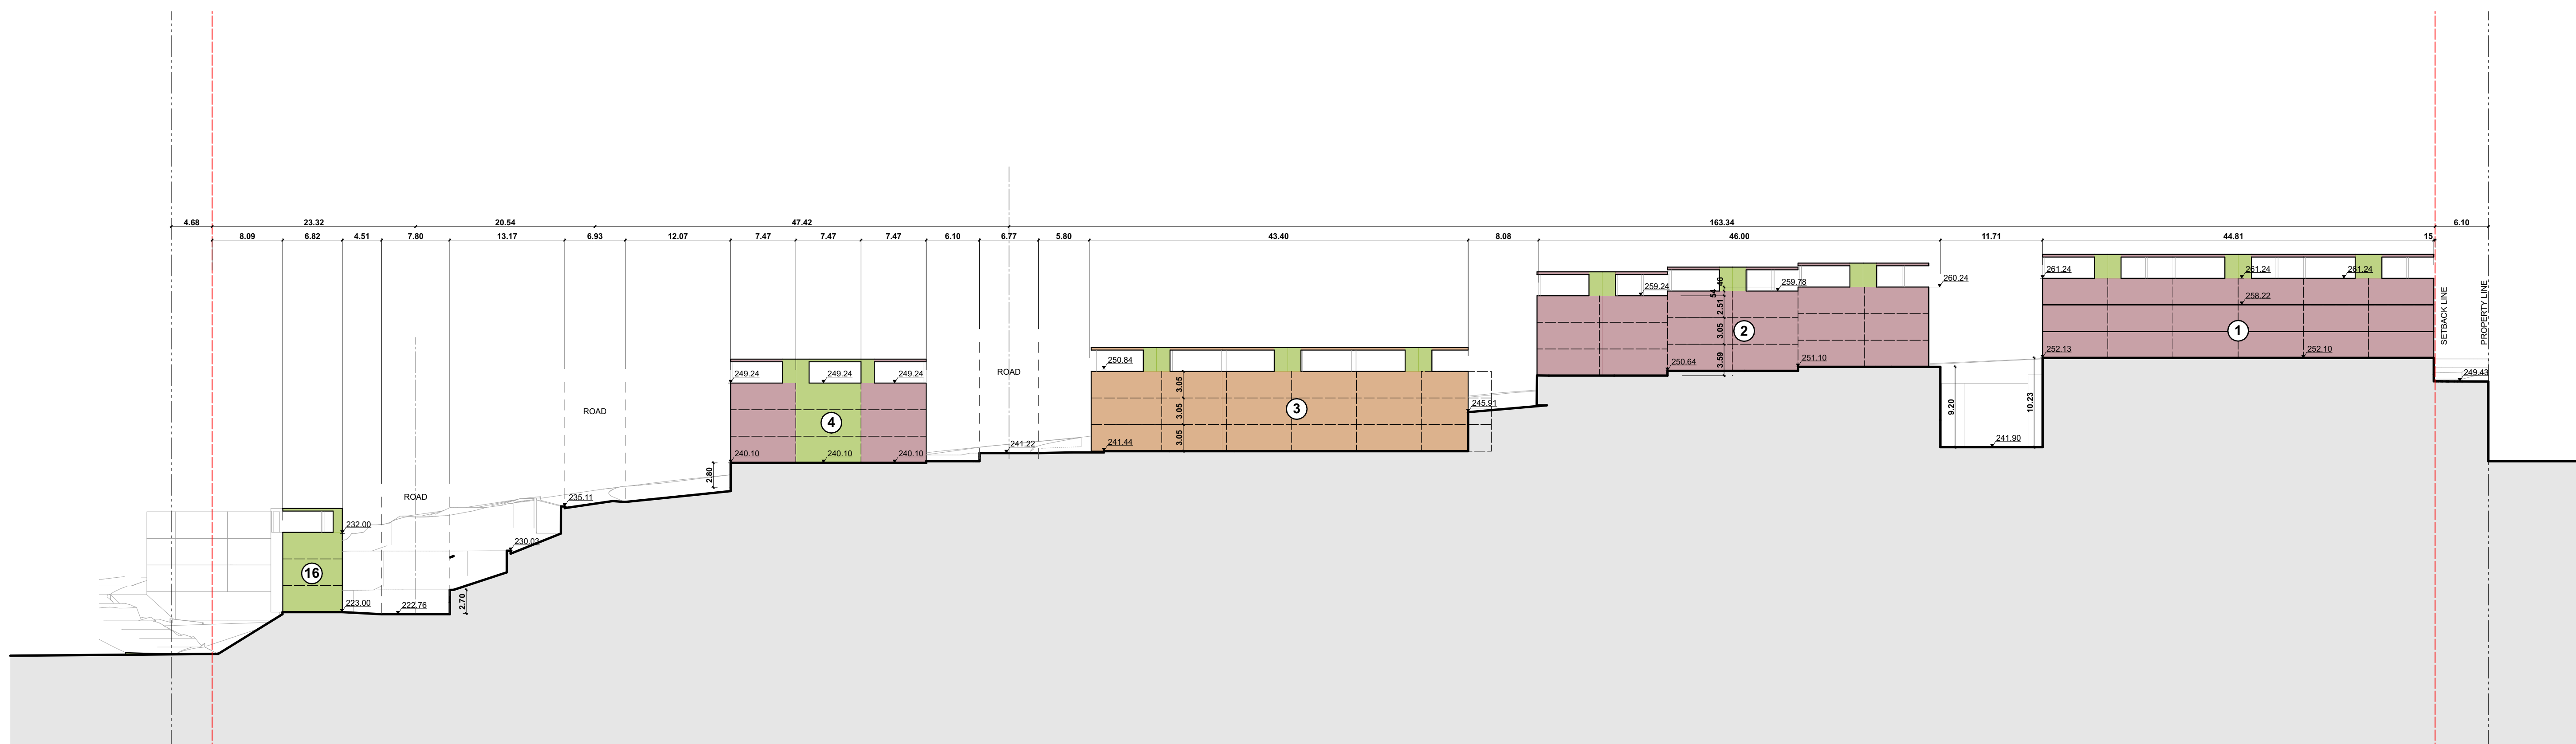 4.68 23.32 20.54 47.42 163.34 6.10
8.09 6.82 4.51 7.80 13.17 6.93 12.07 7.47 7.47 7.47 6.10 6.77 5.80 43.40 8.08 46.00 11.71 44.81 15
261.24 261.24 261.24
260.24
259.24 54 46 259.78
258.22
2.51
3.05
3.59
250.64 251.10
2
1
252.13 252.10
SETBACK LINE
PROPERTY LINE
249.43
250.84
249.24 249.24 249.24
ROAD
3.05
3.05
3.05
3
245.91
9.20
10.23
241.90
ROAD
4
241.22 241.44
240.10 240.10 240.10
2.80
ROAD
235.11
232.00
230.03
16
223.00 222.76
2.70